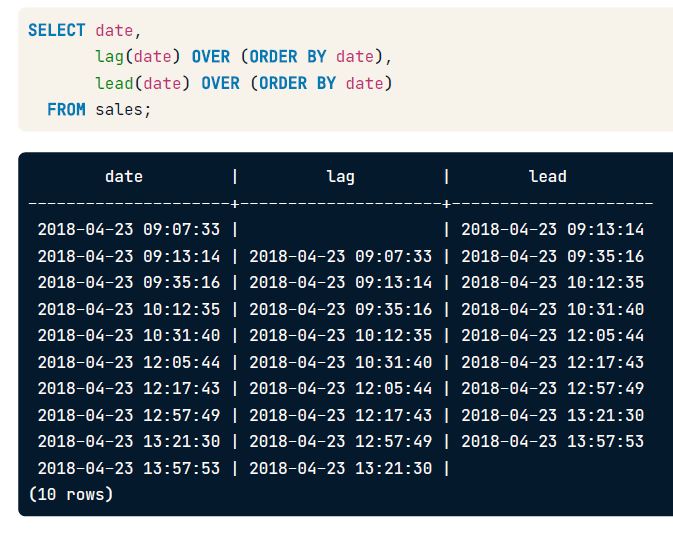 SELECT date,
       lag(date) OVER (ORDER BY date),
       lead(date) OVER (ORDER BY date)
  FROM sales;
        date         |         lag         |        lead
---------------------+---------------------+---------------------
 2018-04-23 09:07:33 |                     | 2018-04-23 09:13:14
 2018-04-23 09:13:14 | 2018-04-23 09:07:33 | 2018-04-23 09:35:16
 2018-04-23 09:35:16 | 2018-04-23 09:13:14 | 2018-04-23 10:12:35
 2018-04-23 10:12:35 | 2018-04-23 09:35:16 | 2018-04-23 10:31:40
 2018-04-23 10:31:40 | 2018-04-23 10:12:35 | 2018-04-23 12:05:44
 2018-04-23 12:05:44 | 2018-04-23 10:31:40 | 2018-04-23 12:17:43
 2018-04-23 12:17:43 | 2018-04-23 12:05:44 | 2018-04-23 12:57:49
 2018-04-23 12:57:49 | 2018-04-23 12:17:43 | 2018-04-23 13:21:30
 2018-04-23 13:21:30 | 2018-04-23 12:57:49 | 2018-04-23 13:57:53
 2018-04-23 13:57:53 | 2018-04-23 13:21:30 |
(10 rows)